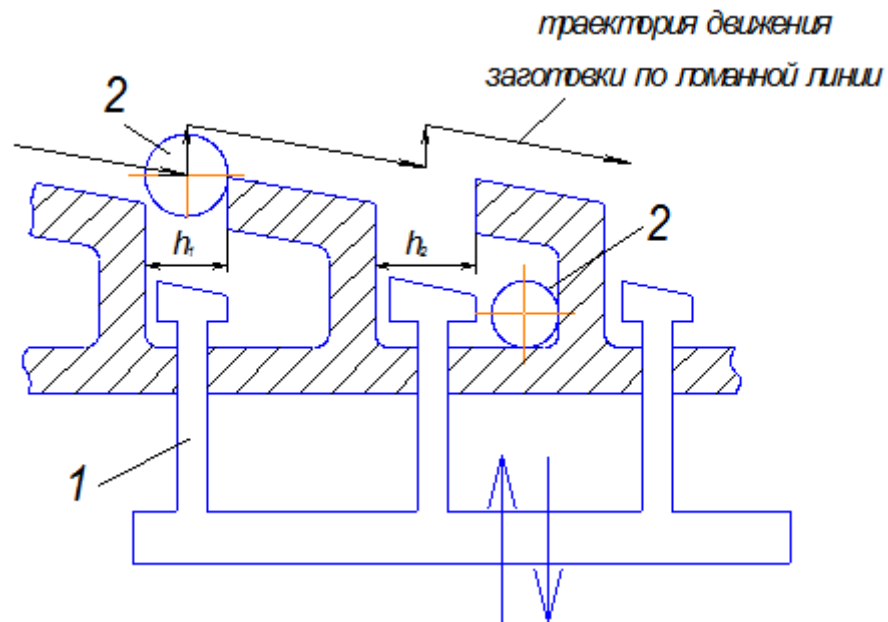 траектория движения
заготовки по ломанной линии
2
2
h₁
h₂
1